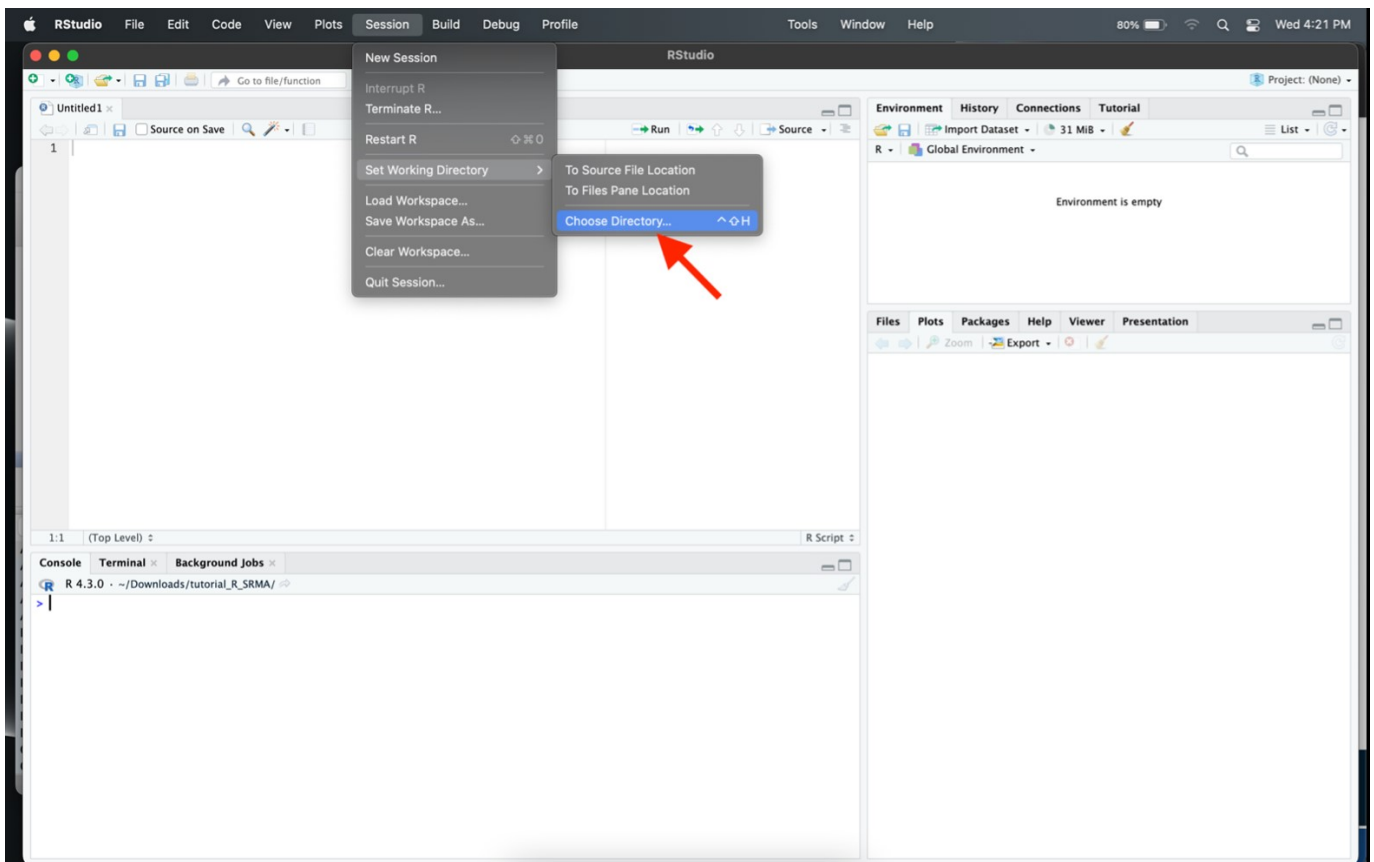 RStudio File Edit Code View Plots Session Build Debug Profile Tools Window Help 80% Wed 4:21 PM
RStudio
Go to file/function
Project: (None)
Untitled1
Source on Save
Run
Source
1
New Session
Interrupt R
Terminate R...
Restart R ⇧⌘0
Set Working Directory >
Load Workspace...
Save Workspace As...
Clear Workspace...
Quit Session...
To Source File Location
To Files Pane Location
Choose Directory... ^⇧H
1:1 (Top Level) R Script
Console Terminal Background Jobs
R R 4.3.0 · ~/Downloads/tutorial_R_SRMA/
>
Environment History Connections Tutorial
Import Dataset 31 MiB List
R Global Environment
Environment is empty
Files Plots Packages Help Viewer Presentation
Zoom Export